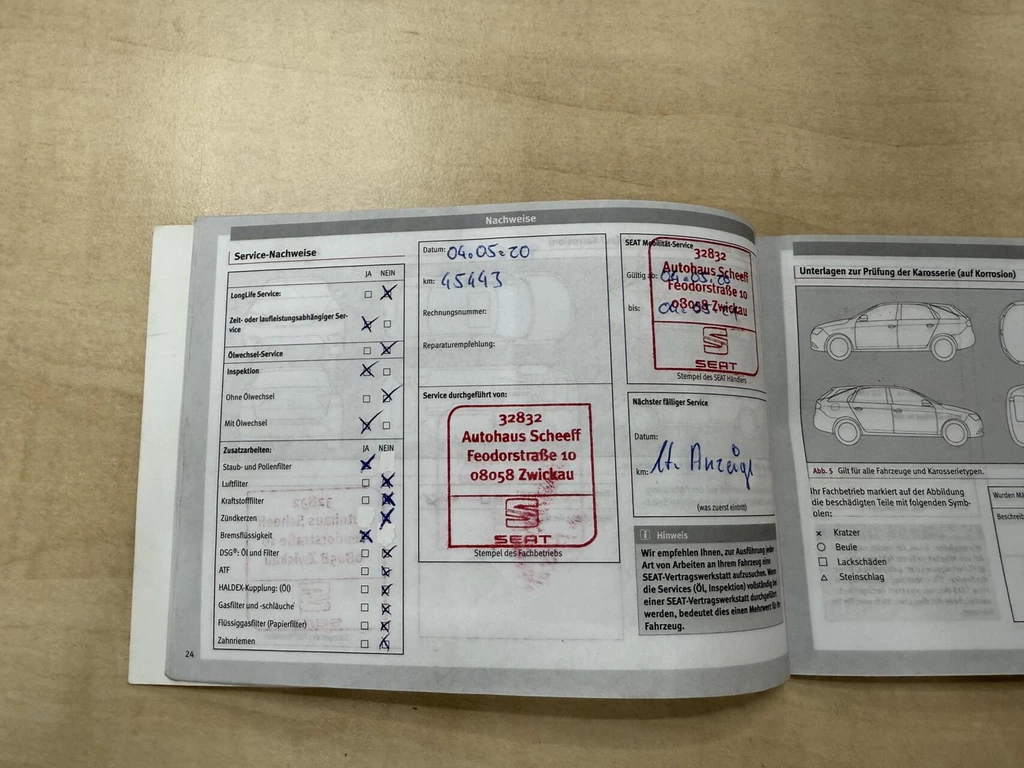 Nachweise
Service-Nachweise
JA NEIN
LongLife Service:
Zeit- oder laufleistungsabhängiger Ser-
vice
Ölwechsel-Service
Inspektion
Ohne Ölwechsel
Mit Ölwechsel
Zusatzarbeiten: JA NEIN
Staub- und Pollenfilter
Luftfilter
Kraftstofffilter
Zündkerzen
Bremsflüssigkeit
DSG®: Öl und Filter
ATF
HALDEX-Kupplung: (Öl)
Gasfilter und -schläuche
Flüssiggasfilter (Papierfilter)
Zahnriemen
24
Datum: 04.05.20
km: 45443
Rechnungsnummer:
Reparaturempfehlung:
Service durchgeführt von:
32832
Autohaus Scheeff
Feodorstraße 10
08058 Zwickau
SEAT
Stempel des Fachbetriebs
SEAT Mobilität-Service
Gültig ab: 04.05.20
bis:
32832
Autohaus Scheeff
Feodorstraße 10
08058 Zwickau
SEAT
Stempel des SEAT Händlers
Nächster fälliger Service
Datum:
km: lt. Anzeige
(was zuerst eintritt)
i Hinweis
Wir empfehlen Ihnen, zur Ausführung jeder
Art von Arbeiten an Ihrem Fahrzeug eine
SEAT-Vertragswerkstatt aufzusuchen. Wenn
die Services (Öl, Inspektion) vollständig bei
einer SEAT-Vertragswerkstatt durchgeführt
werden, bedeutet dies einen Mehrwert für Ihr
Fahrzeug.
Unterlagen zur Prüfung der Karosserie (auf Korrosion)
Abb. 5 Gilt für alle Fahrzeuge und Karosserietypen.
Ihr Fachbetrieb markiert auf der Abbildung
die beschädigten Teile mit folgenden Symb-
olen:
× Kratzer
○ Beule
□ Lackschäden
△ Steinschlag
Wurden